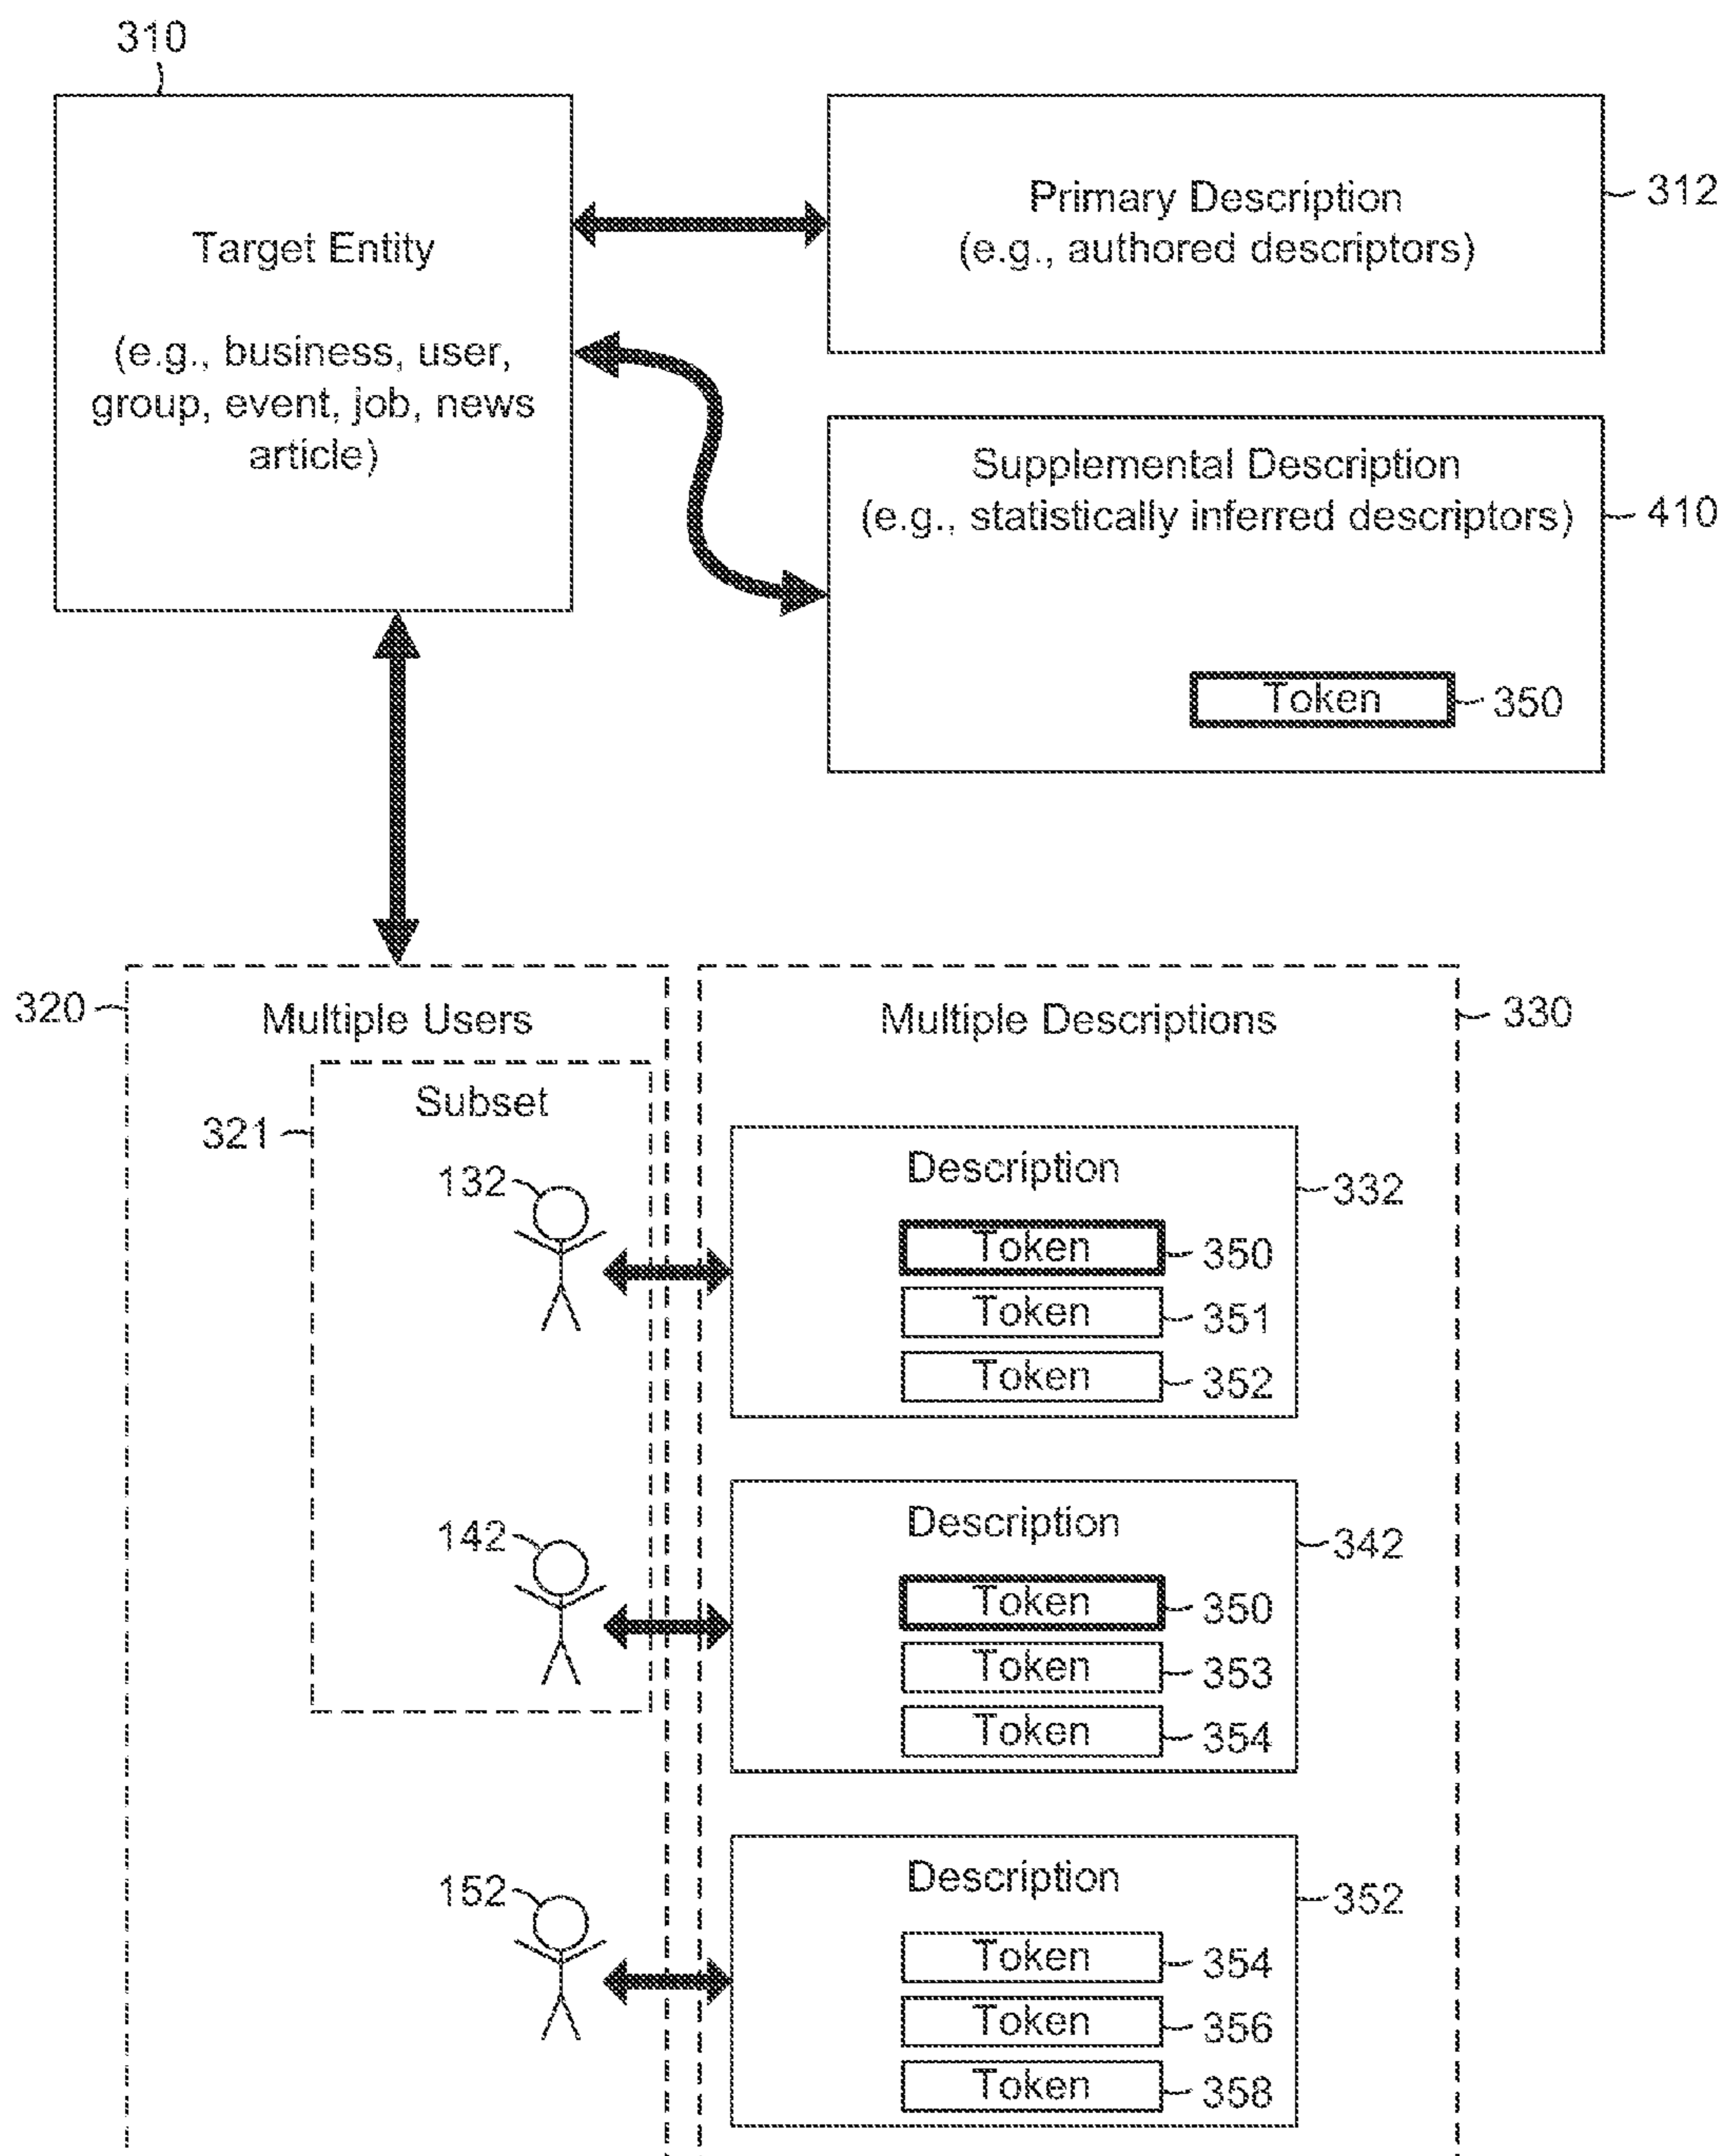 310
Target Entity
(e.g., business, user,
group, event, job, news
article)
Primary Description
(e.g., authored descriptors)
312
Supplemental Description
(e.g., statistically inferred descriptors)
410
Token
350
320
Multiple Users
321
Subset
132
142
152
Multiple Descriptions
330
Description
332
Token
350
Token
351
Token
352
Description
342
Token
350
Token
353
Token
354
Description
352
Token
354
Token
356
Token
358